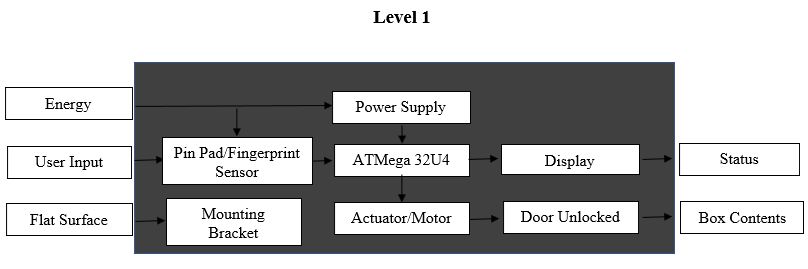 Level 1
Energy
Power Supply
User Input
Pin Pad/Fingerprint
Sensor
ATMega 32U4
Display
Status
Flat Surface
Mounting
Bracket
Actuator/Motor
Door Unlocked
Box Contents